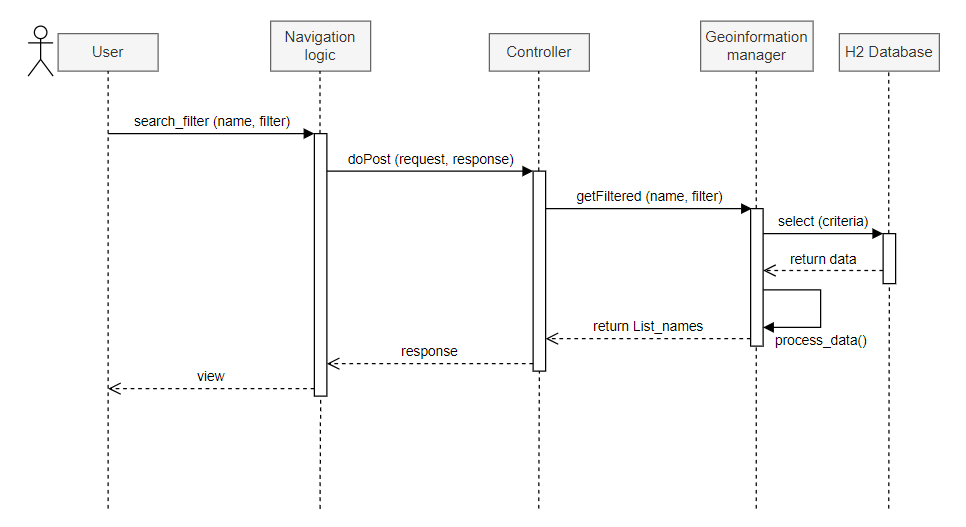 User
Navigation
logic
Controller
Geoinformation
manager
H2 Database
search_filter (name, filter)
doPost (request, response)
getFiltered (name, filter)
select (criteria)
return data
return List_names
process_data()
response
view